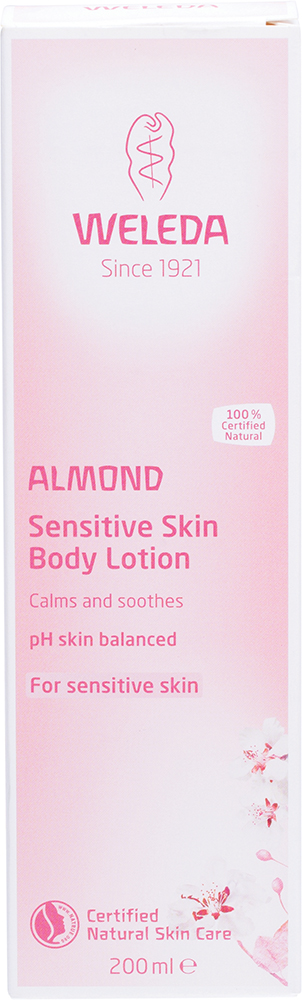 WELEDA
WELEDA
Since 1921
100%
Certified
Natural
ALMOND
Sensitive Skin
Body Lotion
Calms and soothes
pH skin balanced
For sensitive skin
Certified
Natural Skin Care
200 ml ℮